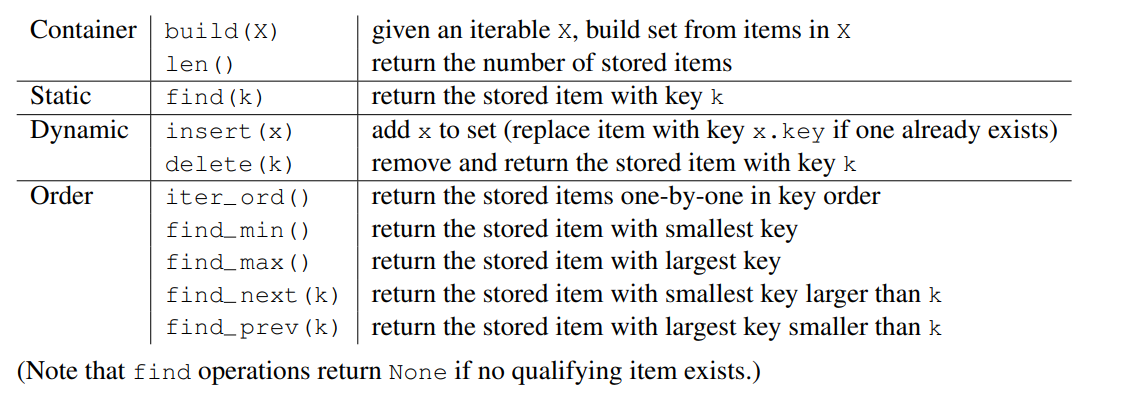 Container build(X) given an iterable X, build set from items in X
len() return the number of stored items
Static find(k) return the stored item with key k
Dynamic insert(x) add x to set (replace item with key x.key if one already exists)
delete(k) remove and return the stored item with key k
Order iter_ord() return the stored items one-by-one in key order
find_min() return the stored item with smallest key
find_max() return the stored item with largest key
find_next(k) return the stored item with smallest key larger than k
find_prev(k) return the stored item with largest key smaller than k
(Note that find operations return None if no qualifying item exists.)